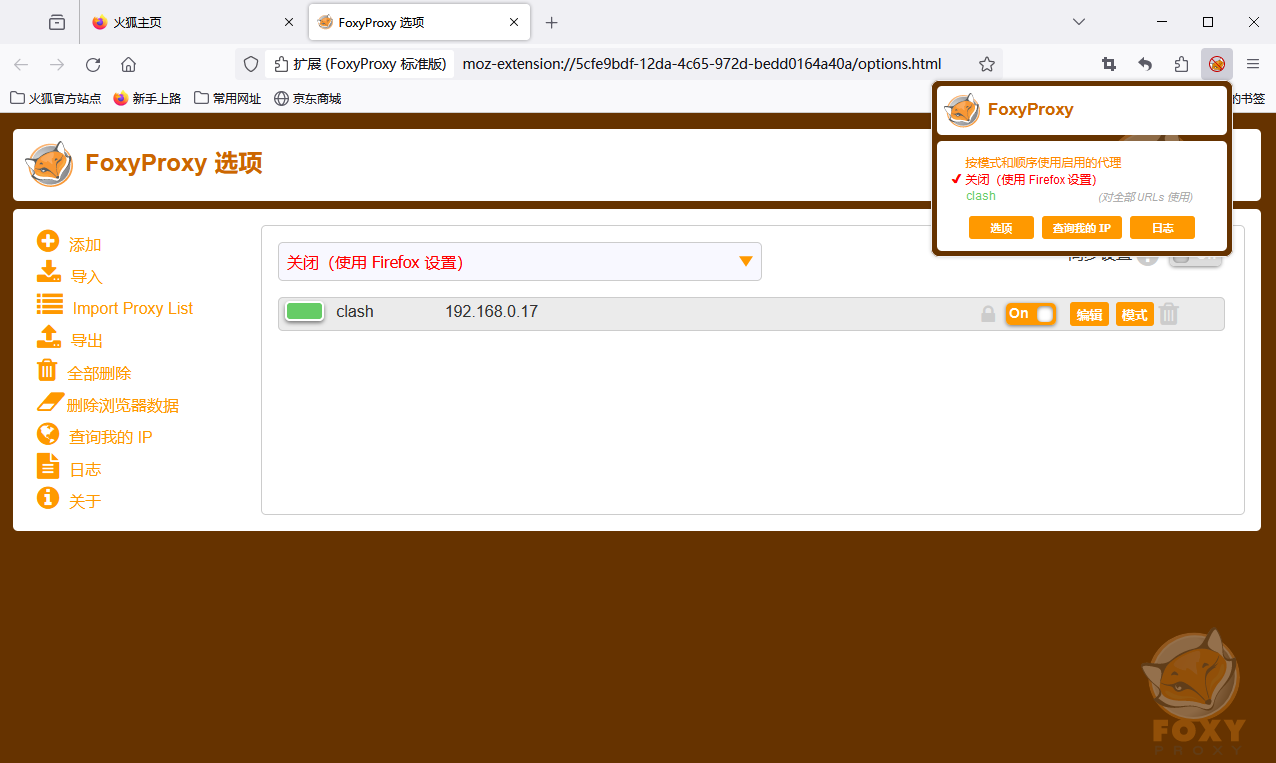 火狐主页
FoxyProxy 选项
扩展 (FoxyProxy 标准版)
moz-extension://5cfe9bdf-12da-4c65-972d-bedd0164a40a/options.html
火狐官方站点
新手上路
常用网址
京东商城
的书签
FoxyProxy
按模式和顺序使用启用的代理
关闭（使用 Firefox 设置）
clash
(对全部 URLs 使用)
选项
查询我的 IP
日志
FoxyProxy 选项
添加
导入
Import Proxy List
导出
全部删除
删除浏览器数据
查询我的 IP
日志
关于
关闭（使用 Firefox 设置）
同步设置
clash
192.168.0.17
On
编辑
模式
FOXY
PROXY